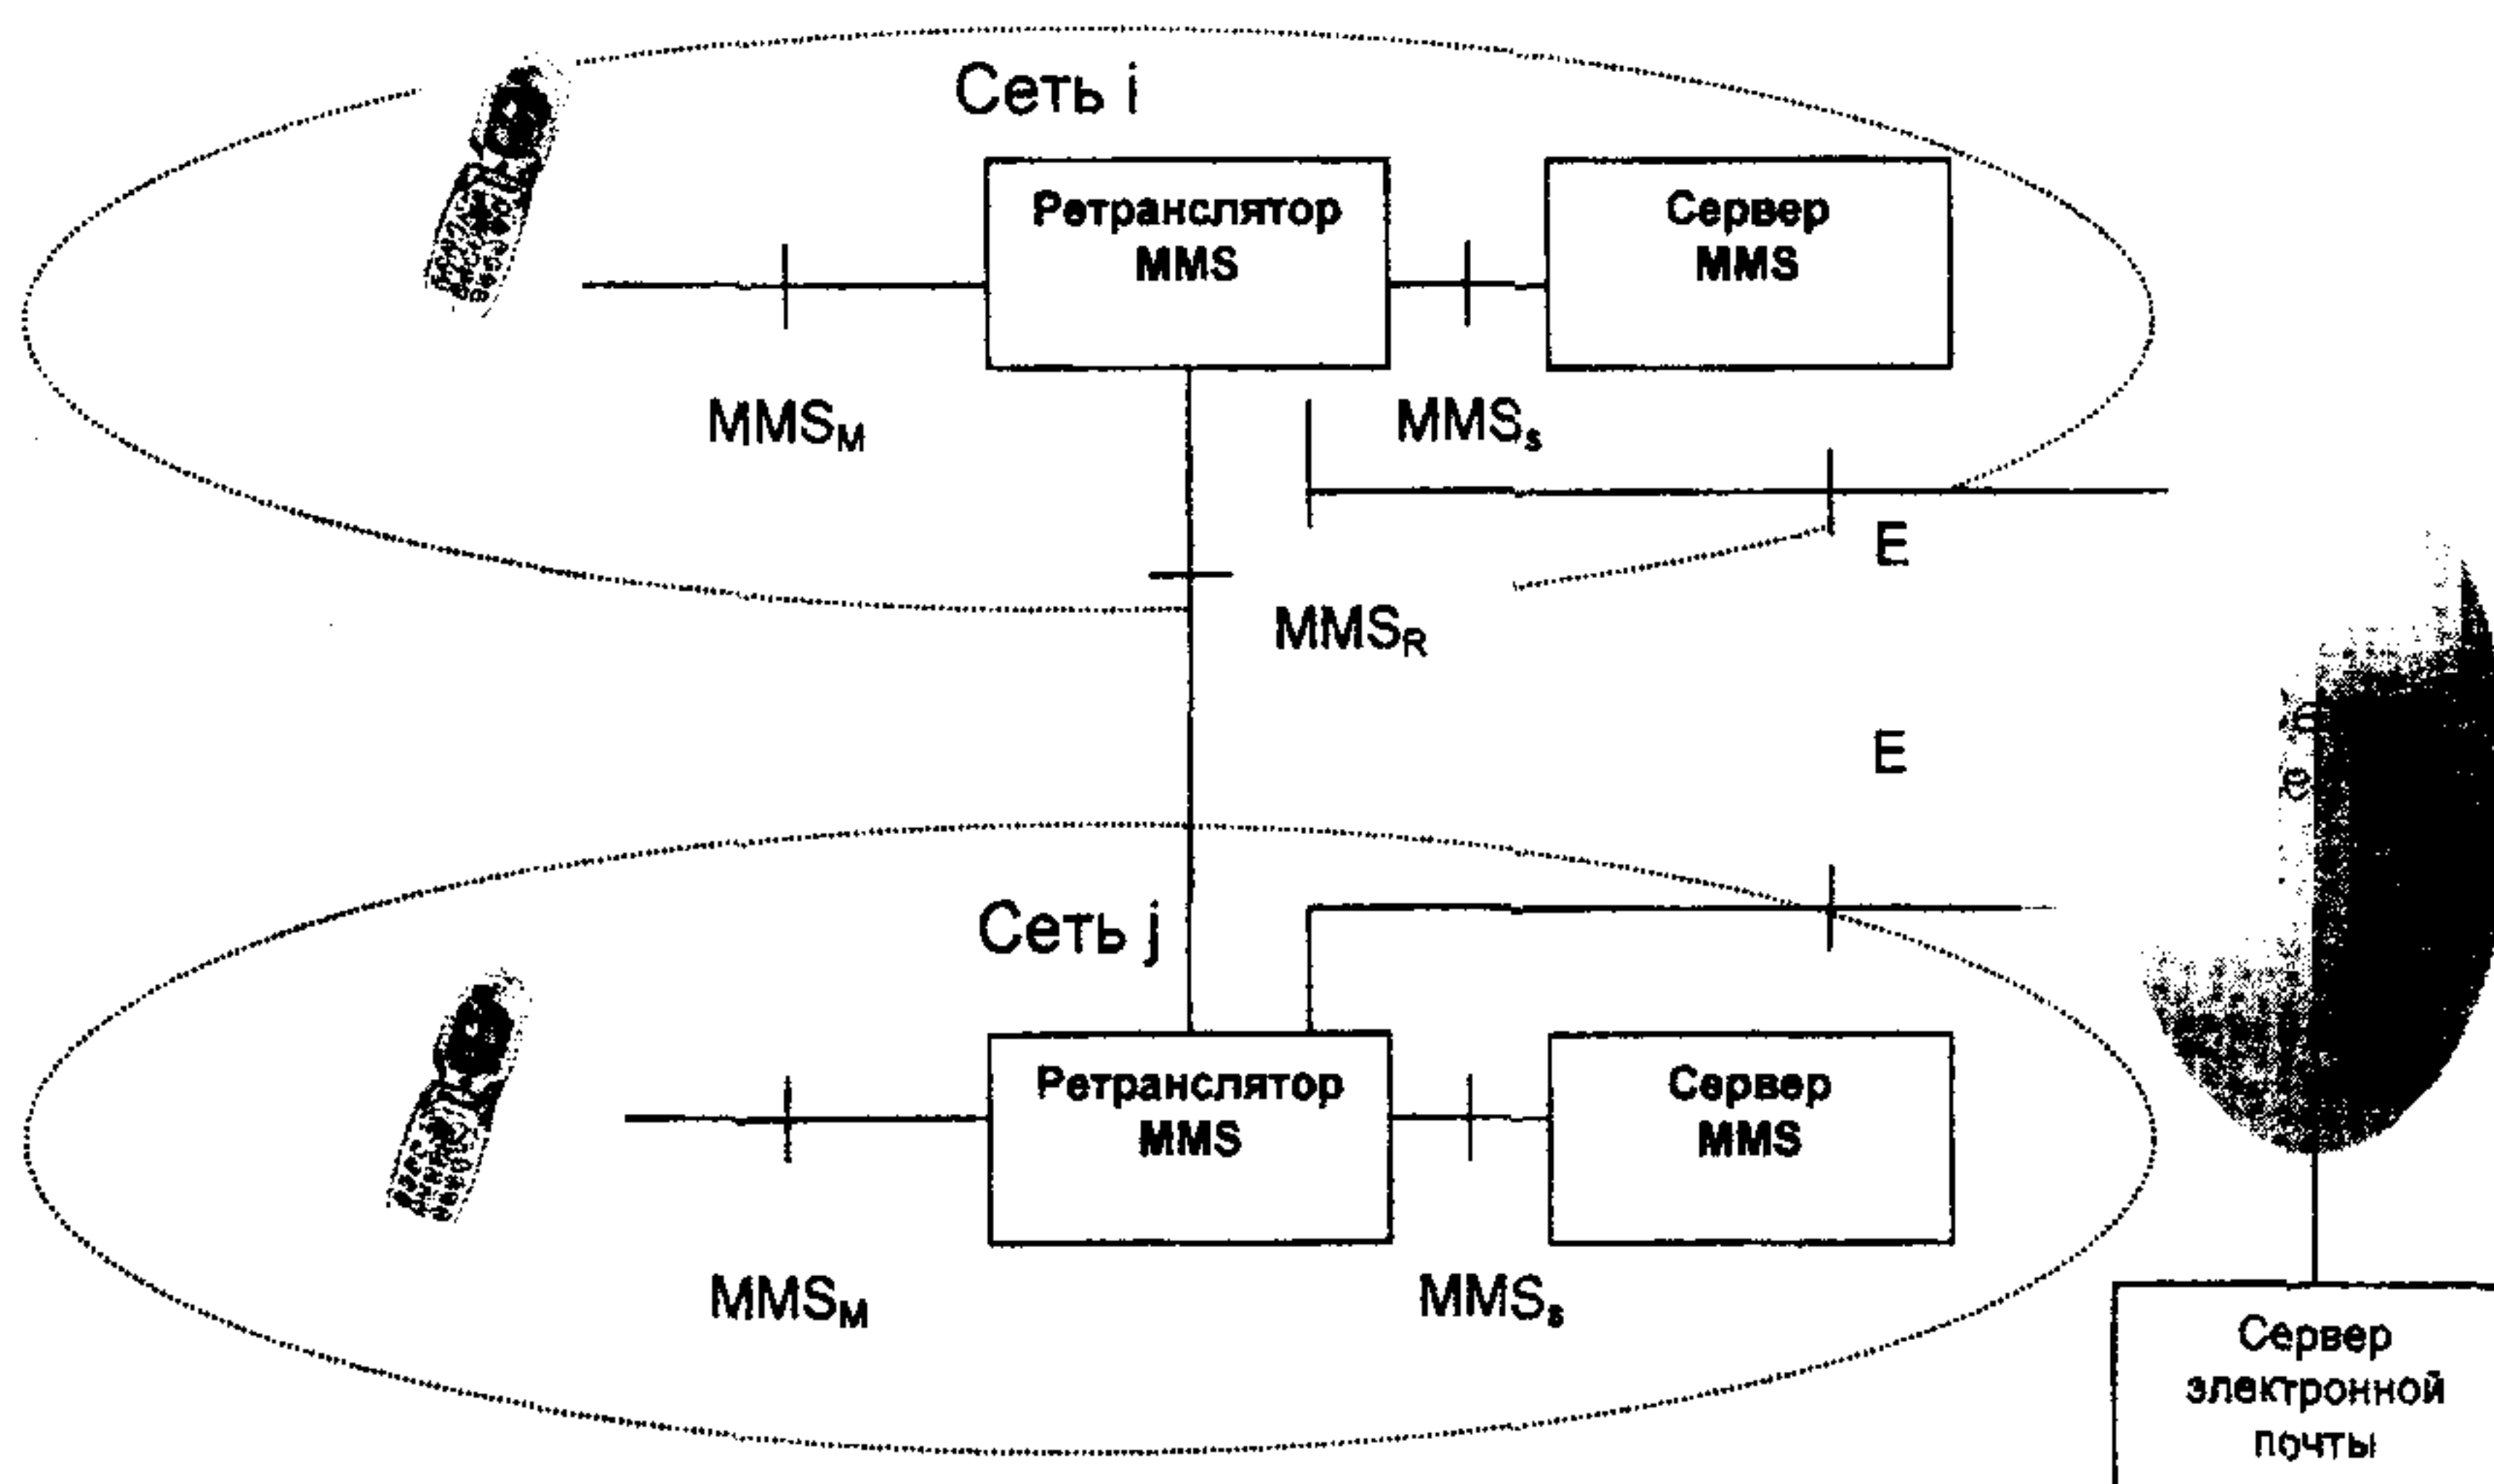 Сеть i
Ретранслятор
MMS
Сервер
MMS
MMSM
MMSs
E
MMSR
E
Сеть j
Ретранслятор
MMS
Сервер
MMS
MMSM
MMSs
Сервер
электронной
почты